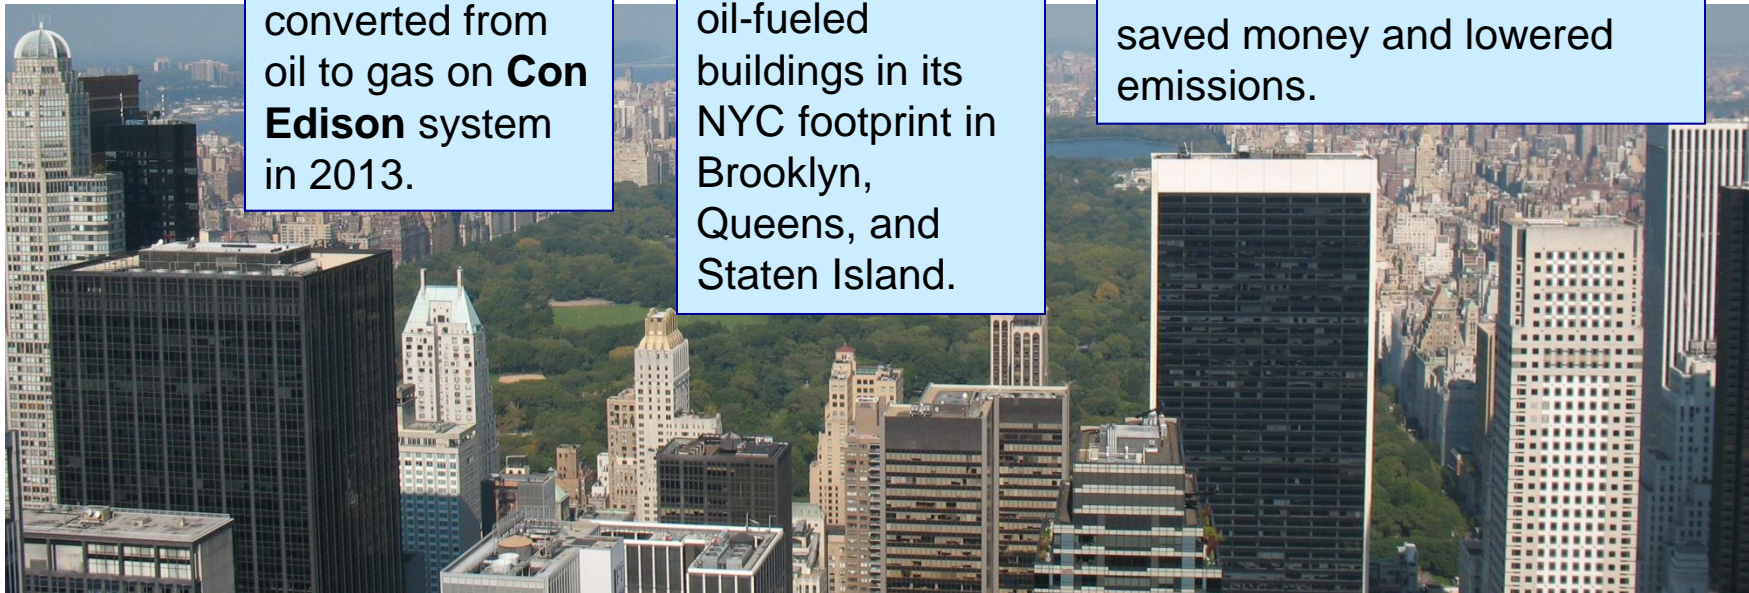 converted from
oil to gas on Con
Edison system
in 2013.
oil-fueled
buildings in its
NYC footprint in
Brooklyn,
Queens, and
Staten Island.
saved money and lowered
emissions.